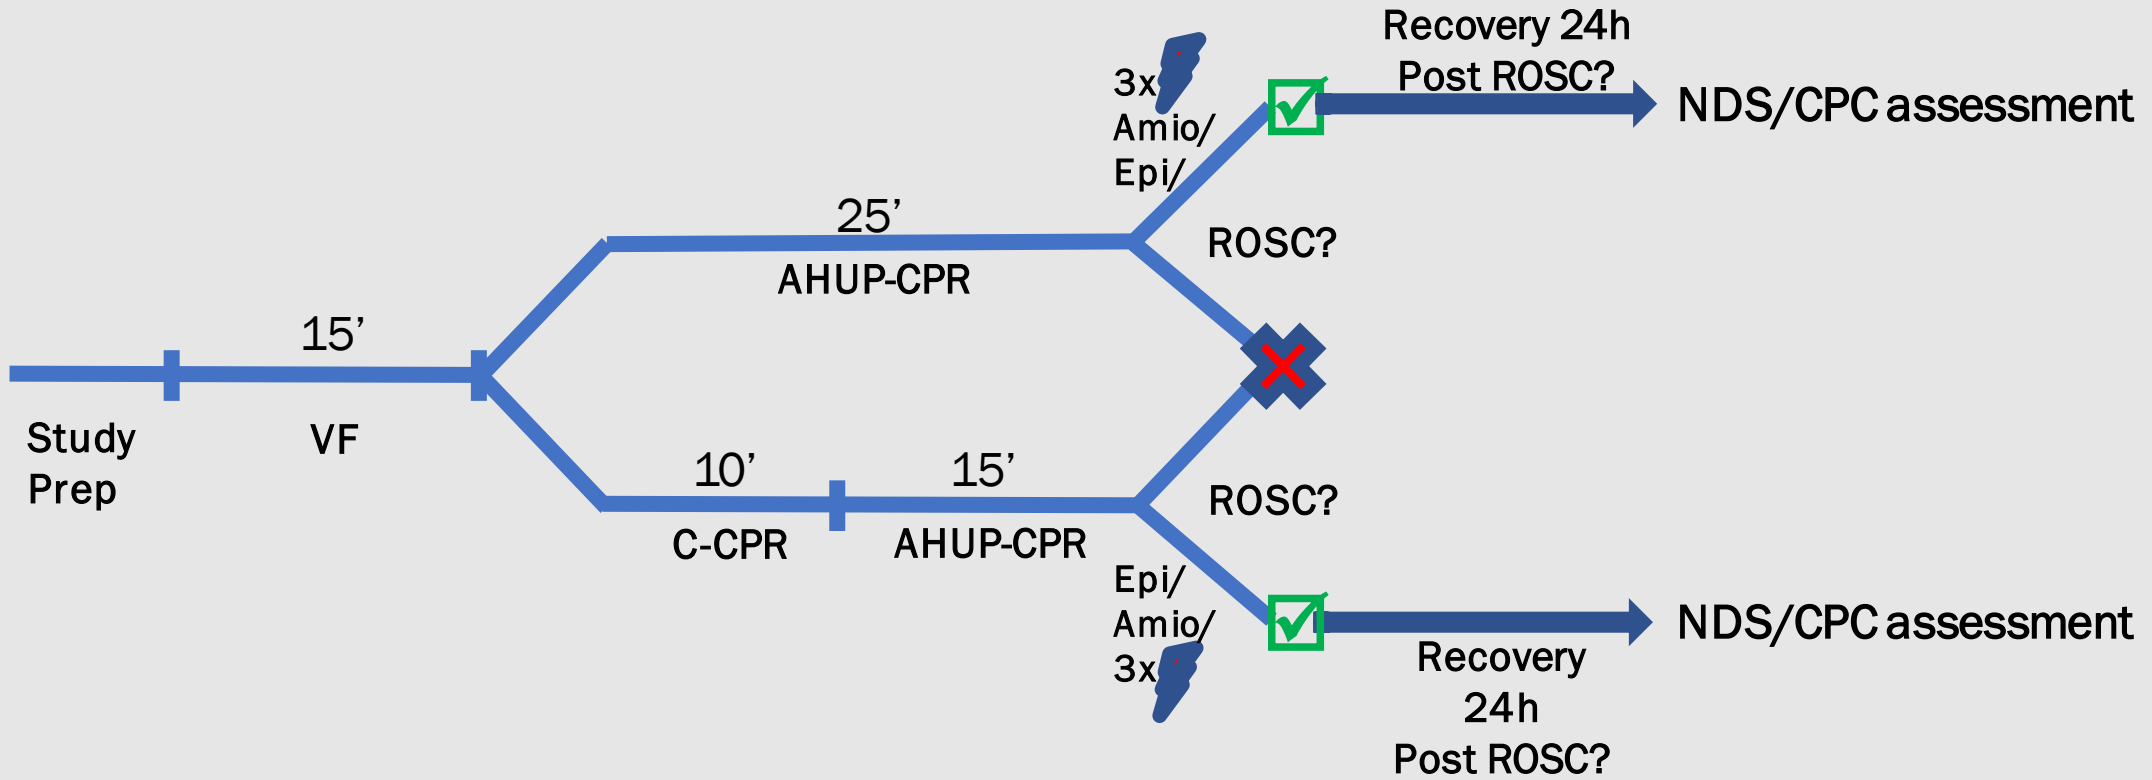 Study
Prep
15’
VF
25’
AHUP-CPR
3x
Amio/
Epi/
ROSC?
Recovery 24h
Post ROSC?
NDS/CPC assessment
10’
C-CPR
15’
AHUP-CPR
ROSC?
Epi/
Amio/
3x
Recovery
24h
Post ROSC?
NDS/CPC assessment